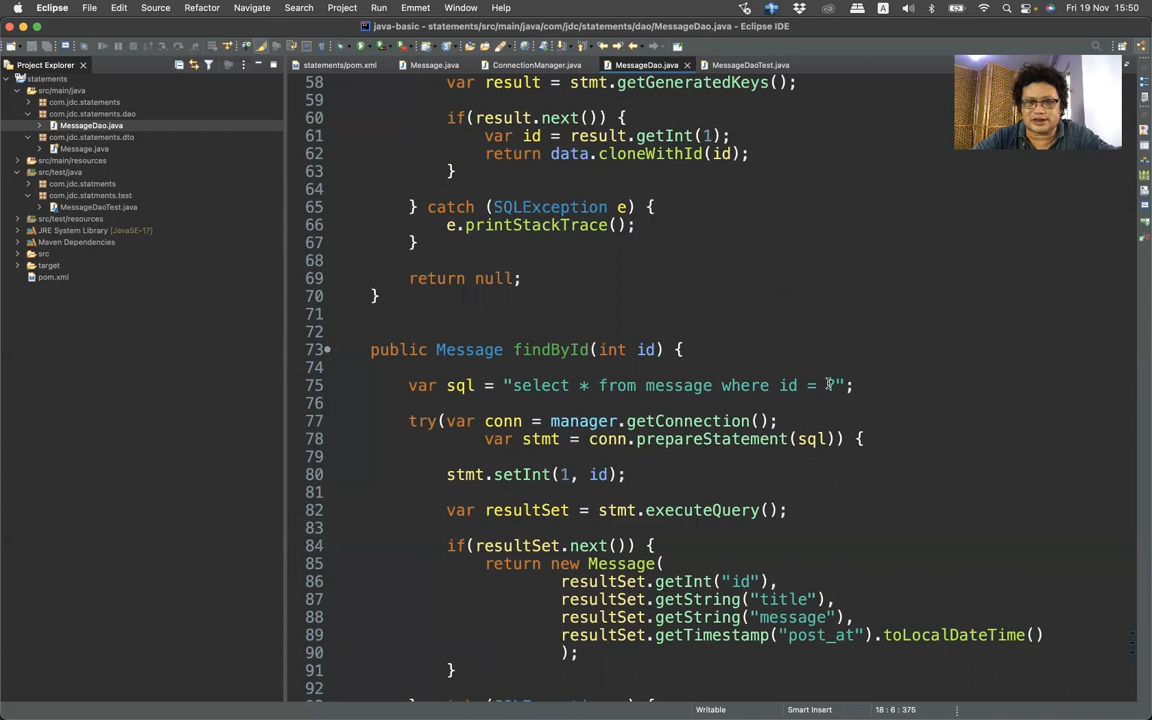 Eclipse File Edit Source Refactor Navigate Search Project Run Emmet Window Help A Fri 19 Nov 15:50
java-basic - statements/src/main/java/com/jdc/statements/dao/MessageDao.java - Eclipse IDE
Project Explorer
statements/pom.xml Message.java ConnectionManager.java MessageDao.java MessageDaoTest.java
statements
src/main/java
com.jdc.statements
com.jdc.statements.dao
MessageDao.java
com.jdc.statements.dto
Message.java
src/main/resources
src/test/java
com.jdc.statments
com.jdc.statments.test
MessageDaoTest.java
src/test/resources
JRE System Library [JavaSE-17]
Maven Dependencies
src
target
pom.xml
58 var result = stmt.getGeneratedKeys();
59
60 if(result.next()) {
61 var id = result.getInt(1);
62 return data.cloneWithId(id);
63 }
64
65 } catch (SQLException e) {
66 e.printStackTrace();
67 }
68
69 return null;
70 }
71
72
73 public Message findById(int id) {
74
75 var sql = "select * from message where id = ?";
76
77 try(var conn = manager.getConnection();
78 var stmt = conn.prepareStatement(sql)) {
79
80 stmt.setInt(1, id);
81
82 var resultSet = stmt.executeQuery();
83
84 if(resultSet.next()) {
85 return new Message(
86 resultSet.getInt("id"),
87 resultSet.getString("title"),
88 resultSet.getString("message"),
89 resultSet.getTimestamp("post_at").toLocalDateTime()
90 );
91 }
92
Writable Smart Insert 18 : 6 : 375